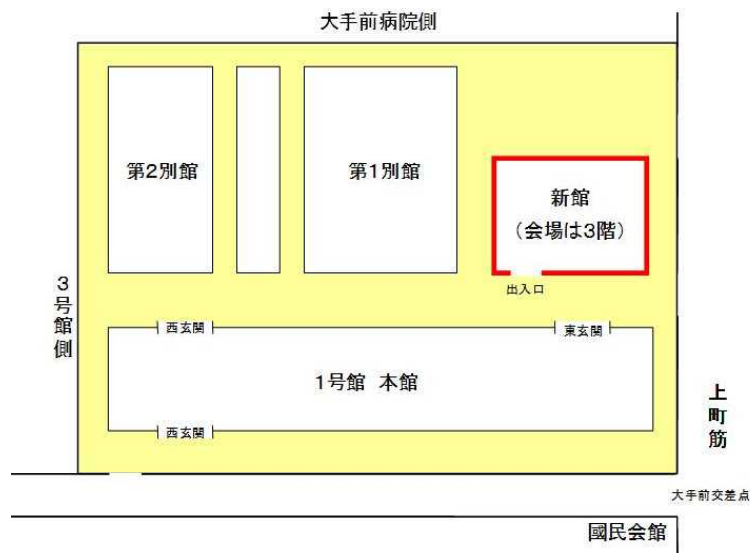 大手前病院側
第2別館
第1別館
新館
（会場は3階）
出入口
3号館側
西玄関
東玄関
1号館 本館
西玄関
上町筋
大手前交差点
國民会館